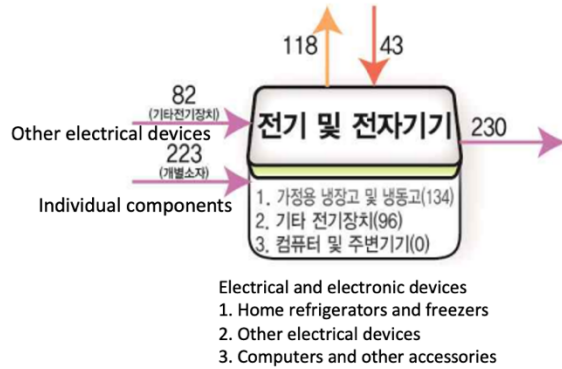 118
43
82
(기타전기장치)
Other electrical devices
전기 및 전자기기
230
223
(개별소자)
Individual components
1. 가정용 냉장고 및 냉동고(134)
2. 기타 전기장치(96)
3. 컴퓨터 및 주변기기(0)
Electrical and electronic devices
1. Home refrigerators and freezers
2. Other electrical devices
3. Computers and other accessories